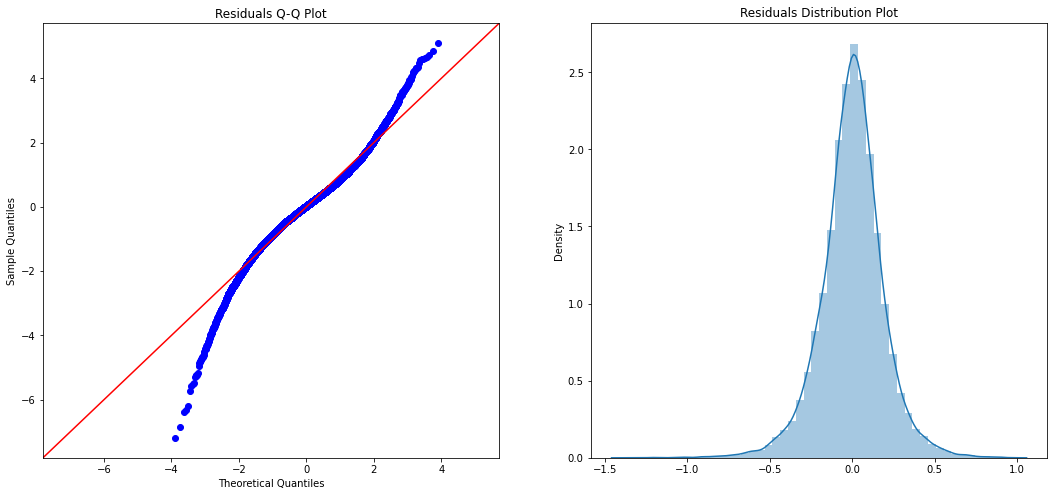 Residuals Q-Q Plot
Sample Quantiles
4
2
0
−2
−4
−6
−6 −4 −2 0 2 4
Theoretical Quantiles
Residuals Distribution Plot
Density
2.5
2.0
1.5
1.0
0.5
0.0
−1.5 −1.0 −0.5 0.0 0.5 1.0